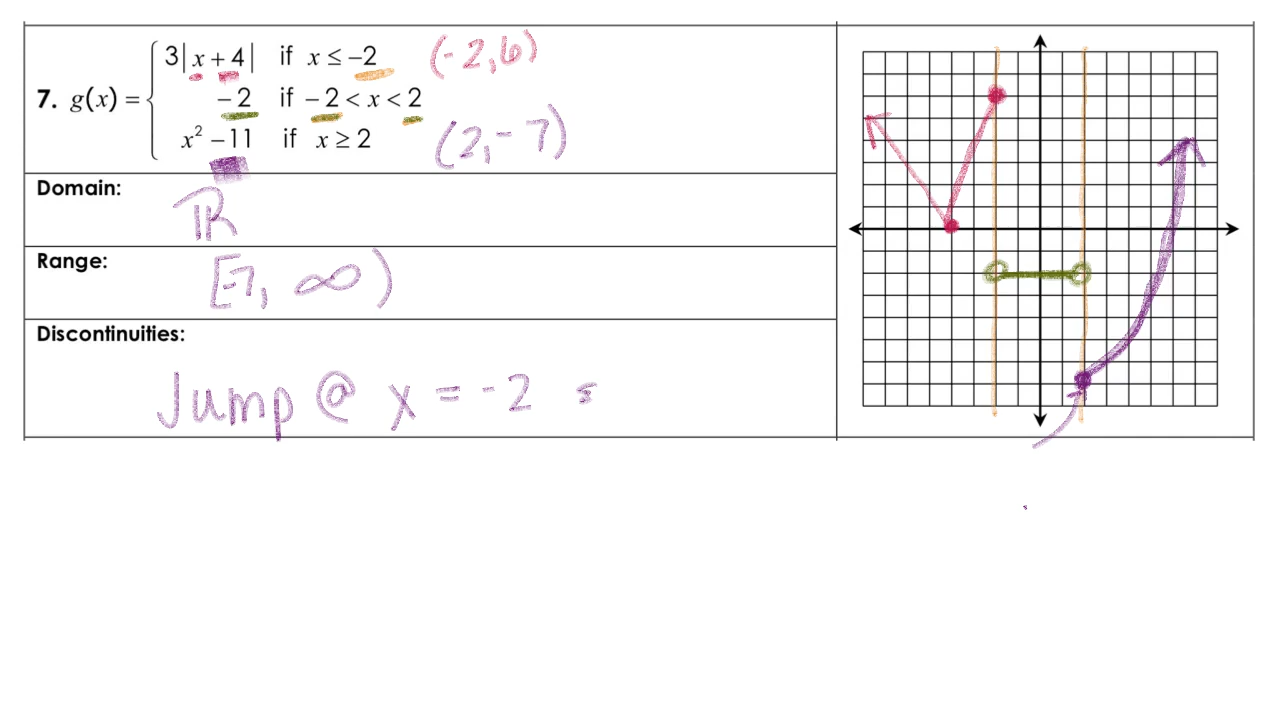 7. g(x) = { 3|x + 4| if x ≤ −2 (-2,6)
−2 if −2 < x < 2
x² −11 if x ≥ 2 (2,-7)
Domain:
ℝ
Range:
[-7, ∞)
Discontinuities:
Jump @ x = -2